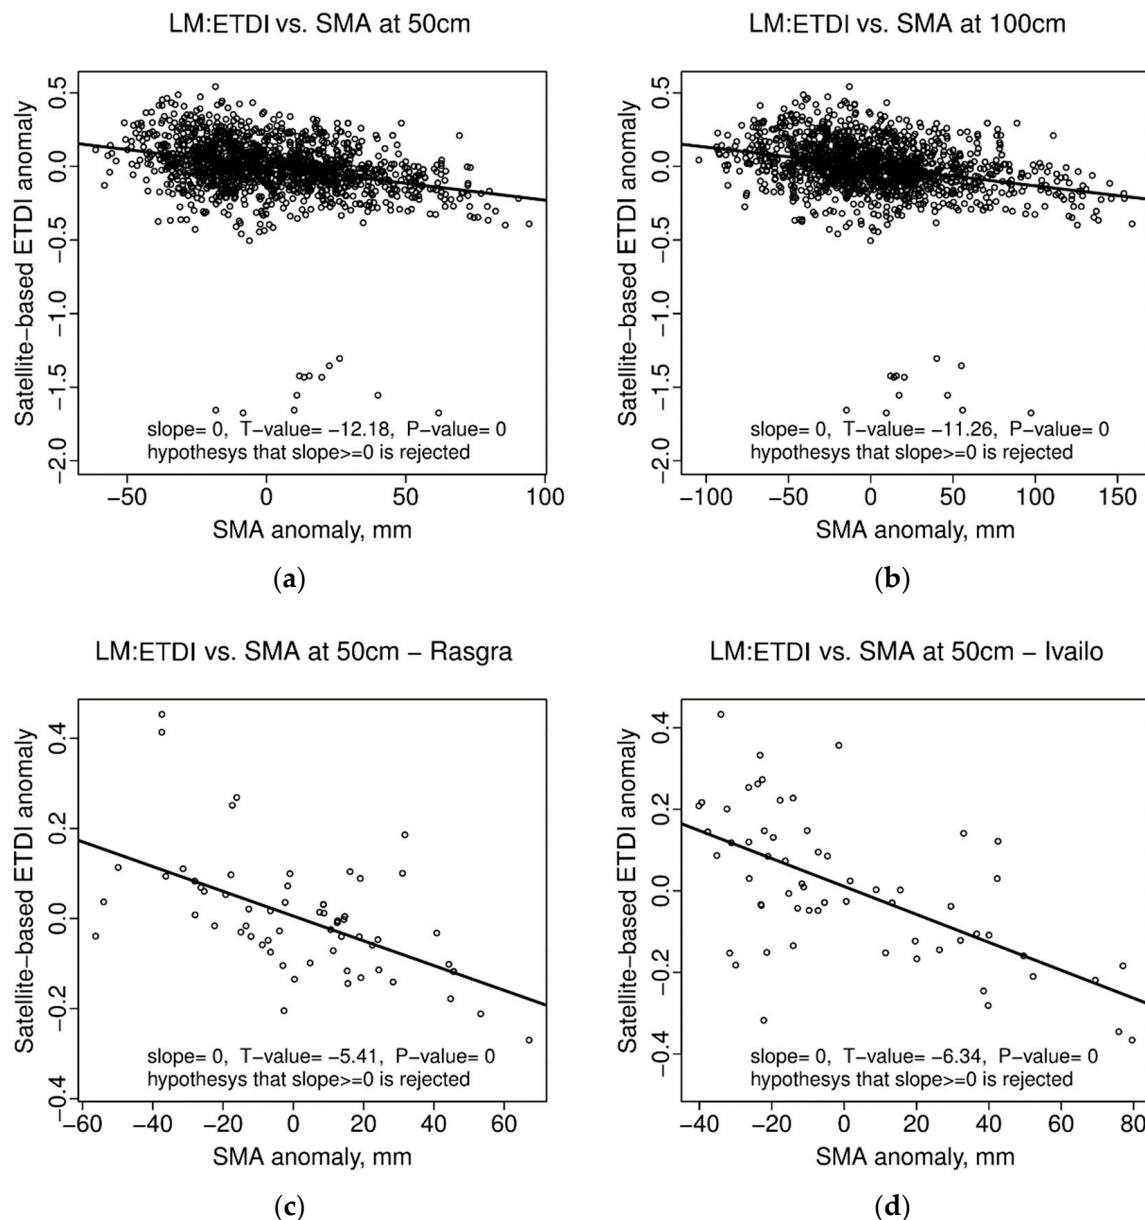 LM:ETDI vs. SMA at 50cm
Satellite−based ETDI anomaly
0.5
0.0
−0.5
−1.0
−1.5
−2.0
slope= 0, T−value= −12.18, P−value= 0
hypothesys that slope>=0 is rejected
−50 0 50 100
SMA anomaly, mm
(a)
LM:ETDI vs. SMA at 100cm
Satellite−based ETDI anomaly
0.5
0.0
−0.5
−1.0
−1.5
−2.0
slope= 0, T−value= −11.26, P−value= 0
hypothesys that slope>=0 is rejected
−100 −50 0 50 100 150
SMA anomaly, mm
(b)
LM:ETDI vs. SMA at 50cm − Rasgra
Satellite−based ETDI anomaly
0.4
0.2
0.0
−0.2
−0.4
slope= 0, T−value= −5.41, P−value= 0
hypothesys that slope>=0 is rejected
−60 −40 −20 0 20 40 60
SMA anomaly, mm
(c)
LM:ETDI vs. SMA at 50cm − Ivailo
Satellite−based ETDI anomaly
0.4
0.2
0.0
−0.2
−0.4
slope= 0, T−value= −6.34, P−value= 0
hypothesys that slope>=0 is rejected
−40 −20 0 20 40 60 80
SMA anomaly, mm
(d)